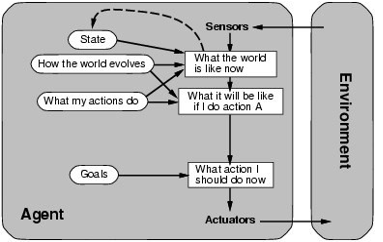 Sensors
State
How the world evolves
What the world
is like now
What my actions do
What it will be like
if I do action A
Goals
What action I
should do now
Agent
Actuators
Environment